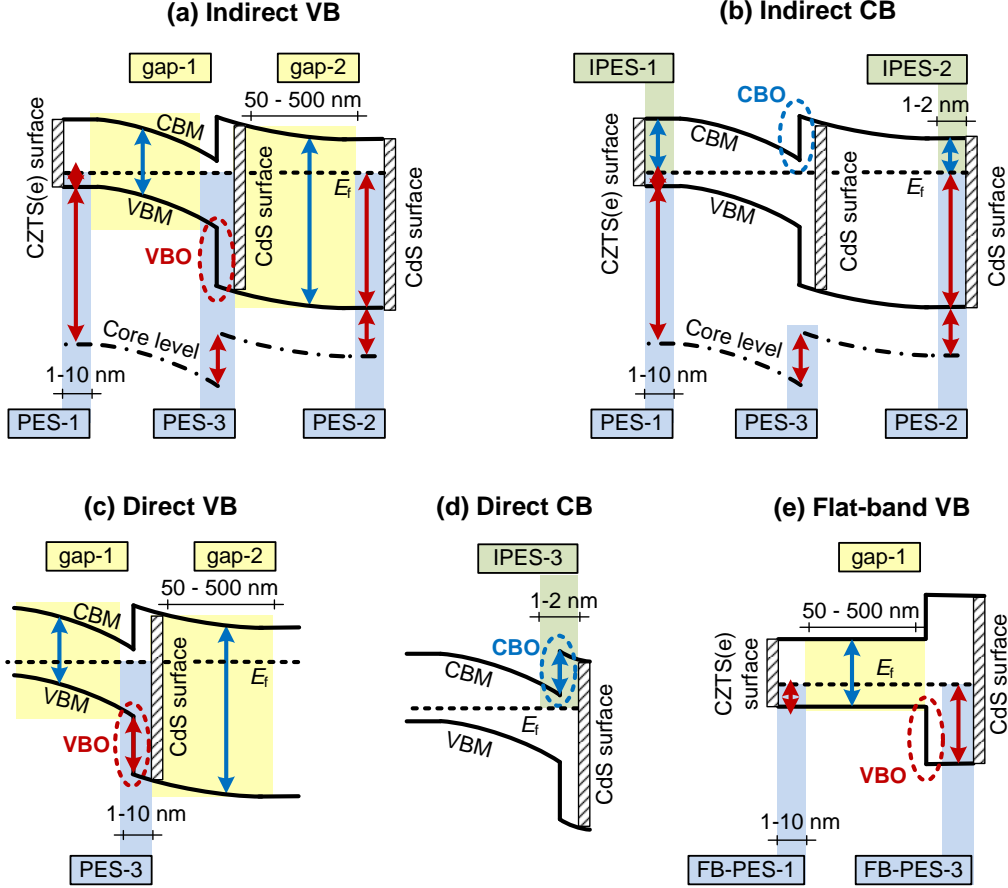 (a) Indirect VB
gap-1
gap-2
50 - 500 nm
CZTS(e) surface
CBM
VBM
E_f
VBO
CdS surface
CdS surface
Core level
1-10 nm
PES-1
PES-3
PES-2
(b) Indirect CB
IPES-1
IPES-2
CBO
1-2 nm
CZTS(e) surface
CBM
VBM
E_f
CdS surface
CdS surface
Core level
1-10 nm
PES-1
PES-3
PES-2
(c) Direct VB
gap-1
gap-2
50 - 500 nm
CBM
VBM
E_f
VBO
CdS surface
1-10 nm
PES-3
(d) Direct CB
IPES-3
1-2 nm
CBO
CBM
E_f
VBM
CdS surface
(e) Flat-band VB
gap-1
50 - 500 nm
CZTS(e) surface
E_f
CdS surface
VBO
1-10 nm
FB-PES-1
FB-PES-3